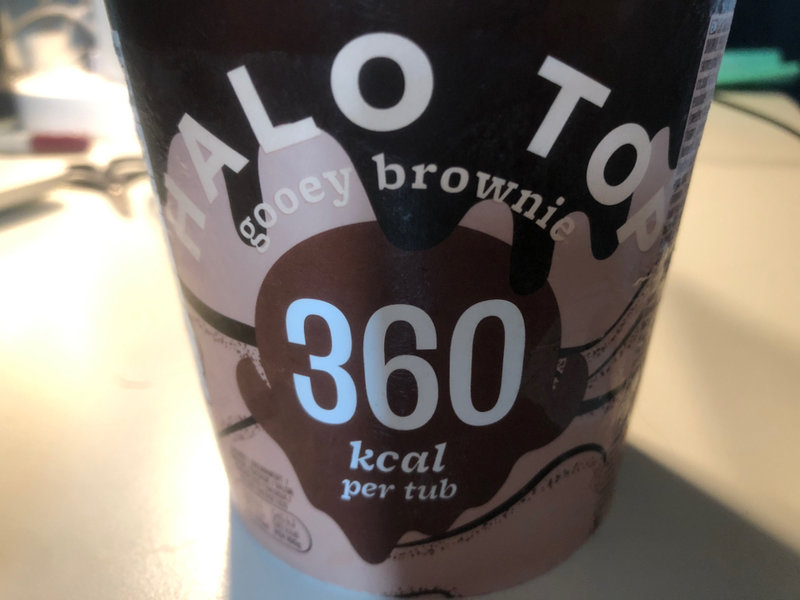 HALO TOP
gooey brownie
360
kcal
per tub